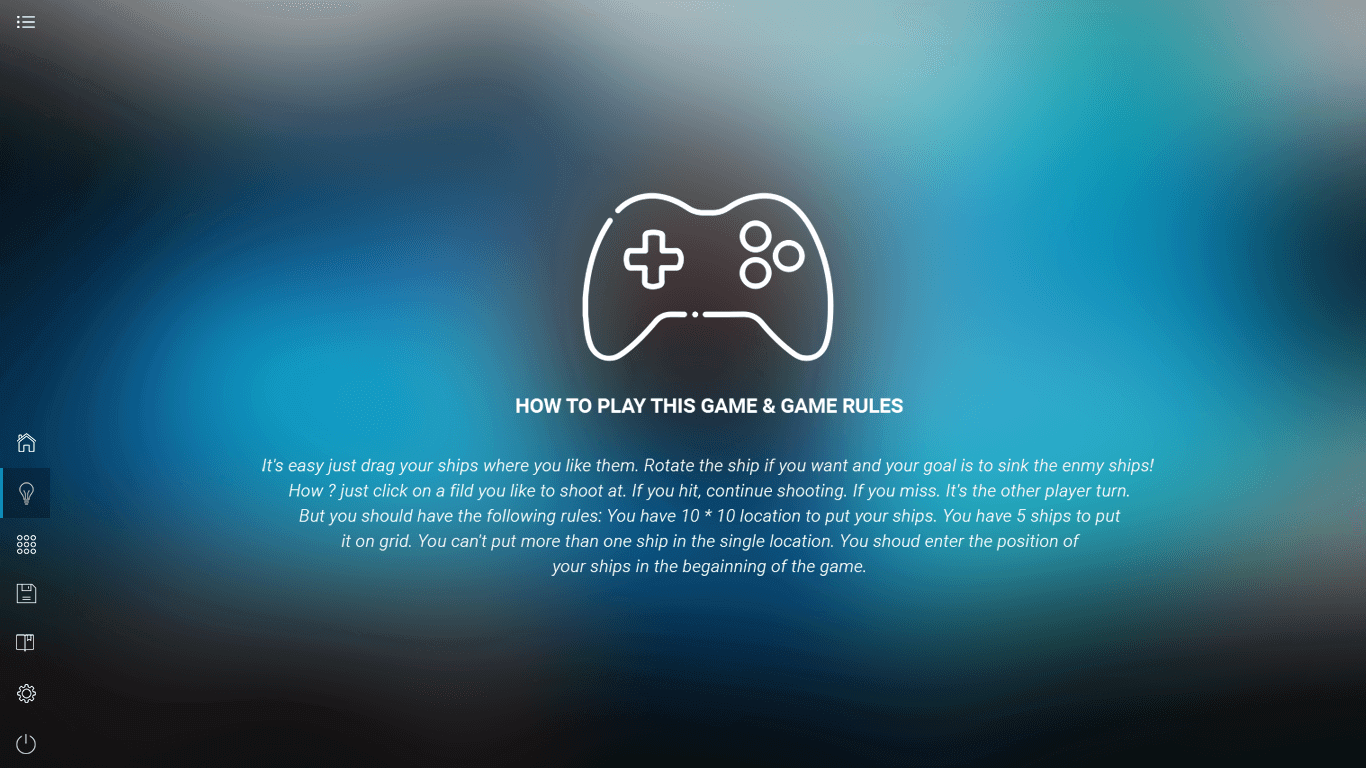 HOW TO PLAY THIS GAME & GAME RULES
It's easy just drag your ships where you like them. Rotate the ship if you want and your goal is to sink the enmy ships!
How ? just click on a fild you like to shoot at. If you hit, continue shooting. If you miss. It's the other player turn.
But you should have the following rules: You have 10 * 10 location to put your ships. You have 5 ships to put
it on grid. You can't put more than one ship in the single location. You shoud enter the position of
your ships in the begainning of the game.